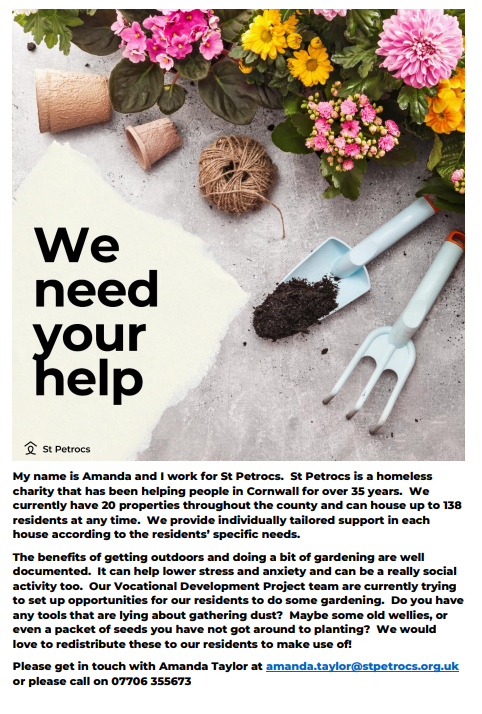 We
need
your
help
St Petrocs
My name is Amanda and I work for St Petrocs.  St Petrocs is a homeless
charity that has been helping people in Cornwall for over 35 years.  We
currently have 20 properties throughout the county and can house up to 138
residents at any time.  We provide individually tailored support in each
house according to the residents' specific needs.
The benefits of getting outdoors and doing a bit of gardening are well
documented.  It can help lower stress and anxiety and can be a really social
activity too.  Our Vocational Development Project team are currently trying
to set up opportunities for our residents to do some gardening.  Do you have
any tools that are lying about gathering dust?  Maybe some old wellies, or
even a packet of seeds you have not got around to planting?  We would
love to redistribute these to our residents to make use of!
Please get in touch with Amanda Taylor at amanda.taylor@stpetrocs.org.uk
or please call on 07706 355673